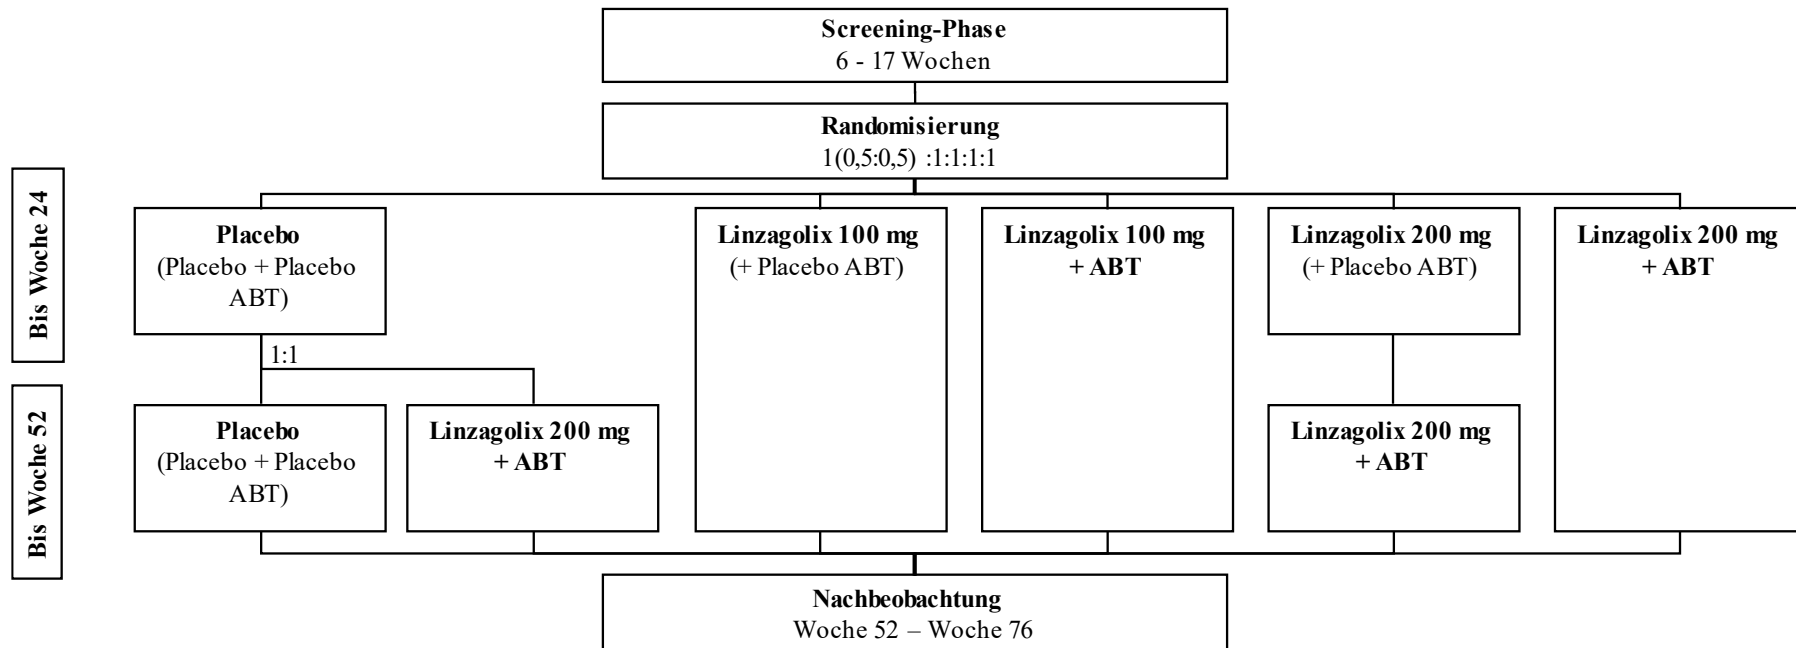 Screening-Phase
6 - 17 Wochen
Randomisierung
1(0,5:0,5) :1:1:1:1
Bis Woche 24
Placebo
(Placebo + Placebo
ABT)
Linzagolix 100 mg
(+ Placebo ABT)
Linzagolix 100 mg
+ ABT
Linzagolix 200 mg
(+ Placebo ABT)
Linzagolix 200 mg
+ ABT
1:1
Bis Woche 52
Placebo
(Placebo + Placebo
ABT)
Linzagolix 200 mg
+ ABT
Linzagolix 200 mg
+ ABT
Nachbeobachtung
Woche 52 – Woche 76